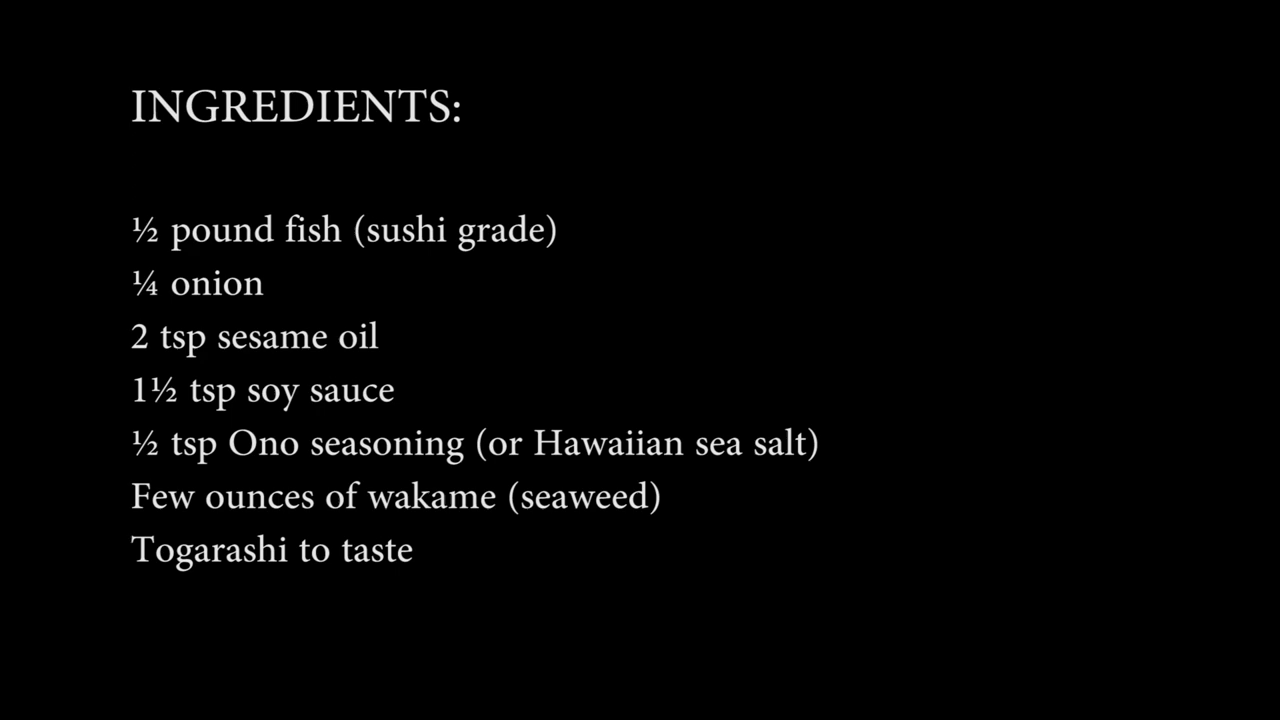 INGREDIENTS:
½ pound fish (sushi grade)
¼ onion
2 tsp sesame oil
1½ tsp soy sauce
½ tsp Ono seasoning (or Hawaiian sea salt)
Few ounces of wakame (seaweed)
Togarashi to taste